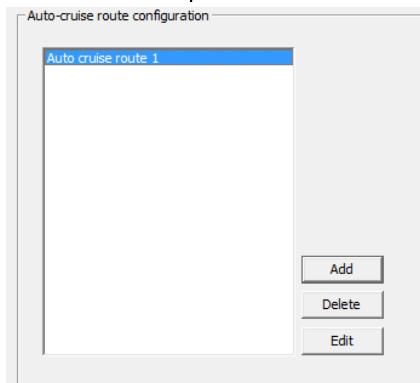 Auto-cruise route configuration
Auto cruise route 1
Add
Delete
Edit